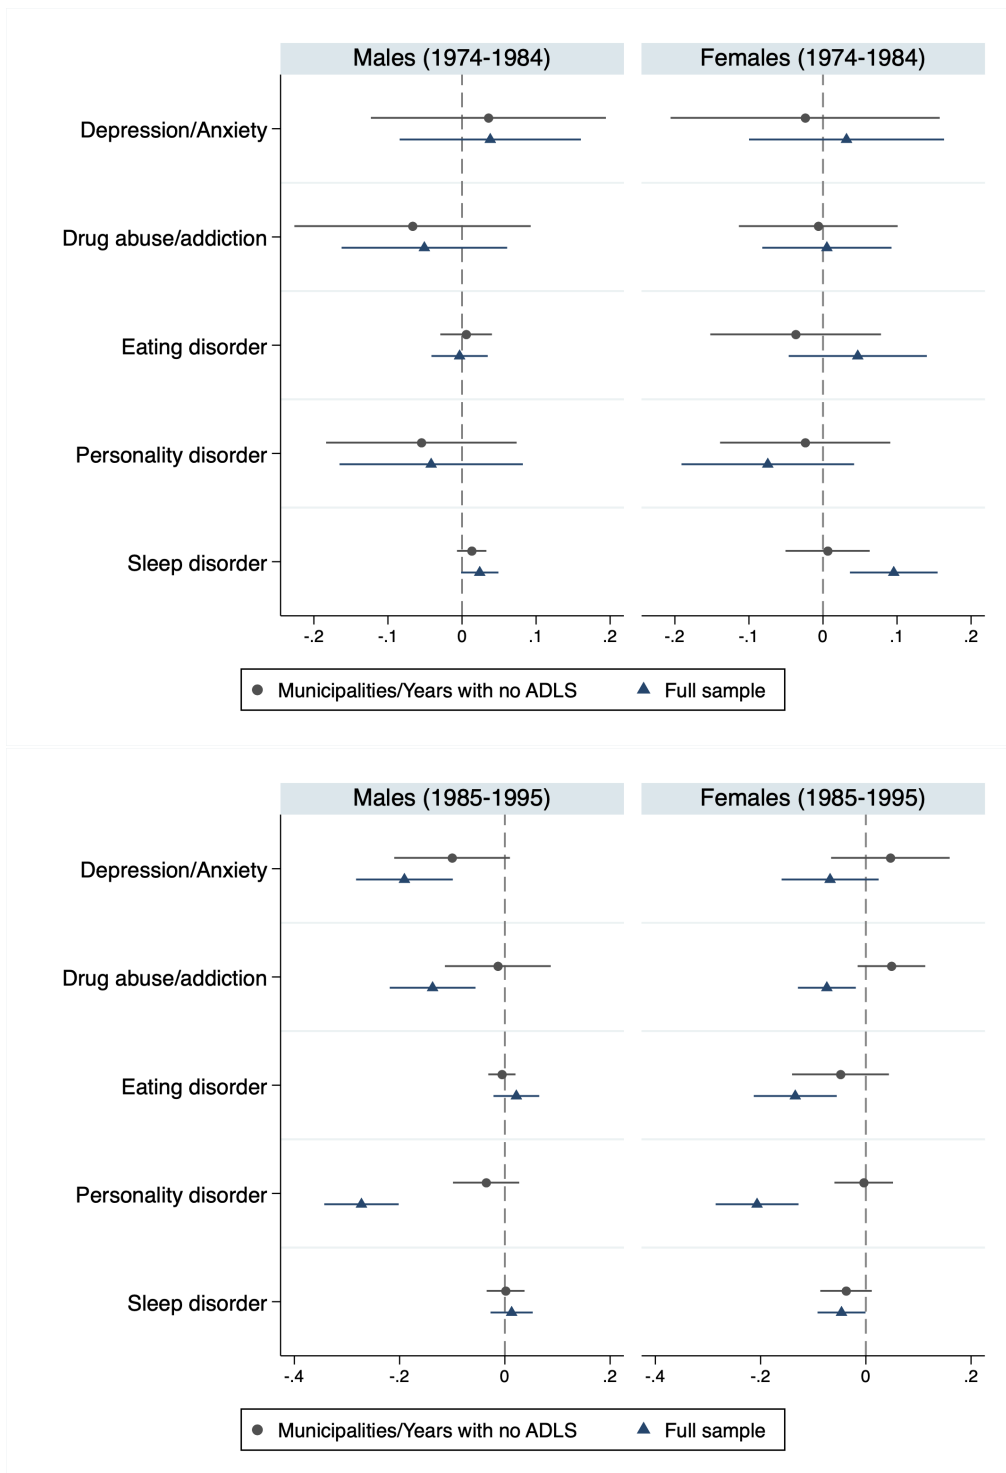 Males (1974-1984)
Females (1974-1984)
Depression/Anxiety
Drug abuse/addiction
Eating disorder
Personality disorder
Sleep disorder
-.2 -.1 0 .1 .2
-.2 -.1 0 .1 .2
Municipalities/Years with no ADLS
Full sample
Males (1985-1995)
Females (1985-1995)
Depression/Anxiety
Drug abuse/addiction
Eating disorder
Personality disorder
Sleep disorder
-.4 -.2 0 .2
-.4 -.2 0 .2
Municipalities/Years with no ADLS
Full sample